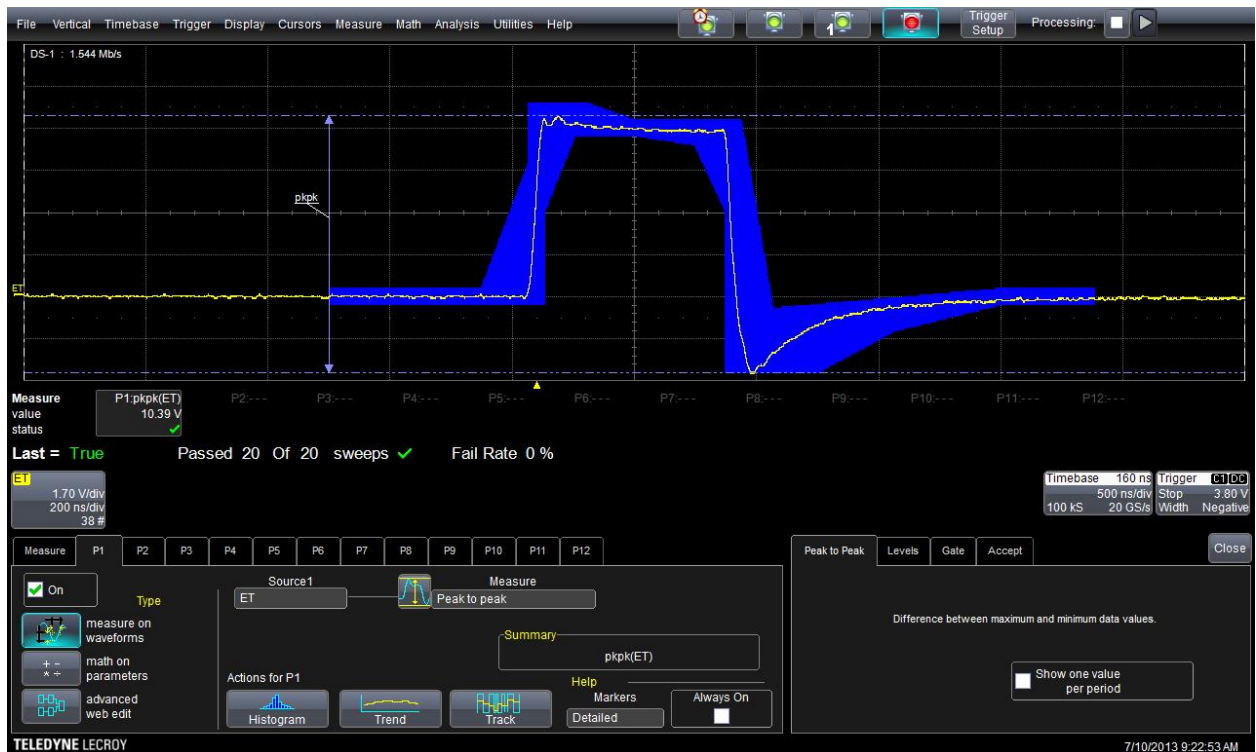 File Vertical Timebase Trigger Display Cursors Measure Math Analysis Utilities Help
1
Trigger Setup
Processing:
DS-1 : 1.544 Mb/s
pkpk
ET
Measure P1:pkpk(ET) P2:--- P3:--- P4:--- P5:--- P6:--- P7:--- P8:--- P9:--- P10:--- P11:--- P12:---
value 10.39 V
status
Last = True Passed 20 Of 20 sweeps Fail Rate 0 %
ET
1.70 V/div
200 ns/div
38 #
Timebase 160 ns
500 ns/div
100 kS 20 GS/s
Trigger C1 DC
Stop 3.80 V
Width Negative
Measure P1 P2 P3 P4 P5 P6 P7 P8 P9 P10 P11 P12
On
Type
measure on
waveforms
math on
parameters
advanced
web edit
Source1
ET
Measure
Peak to peak
Summary
pkpk(ET)
Actions for P1
Histogram
Trend
Track
Help
Markers
Detailed
Always On
Peak to Peak Levels Gate Accept
Close
Difference between maximum and minimum data values.
Show one value
per period
TELEDYNE LECROY
7/10/2013 9:22:53 AM